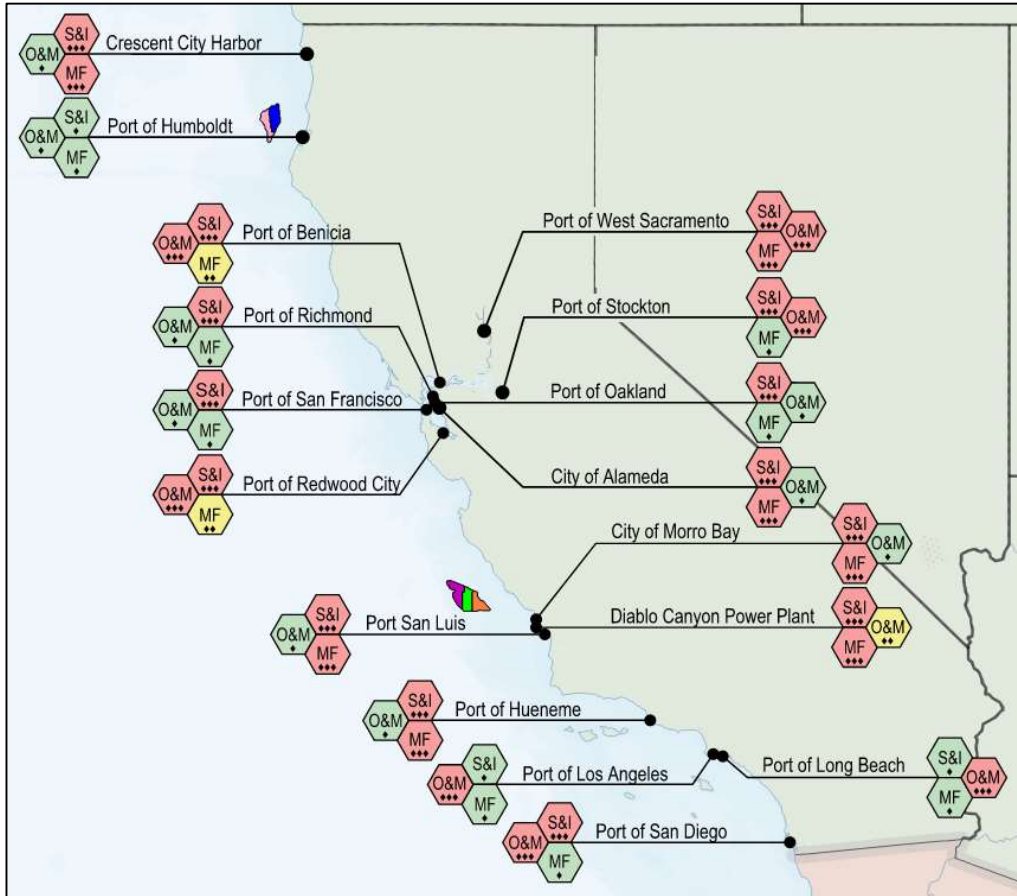 S&I
O&M
MF
Crescent City Harbor
S&I
O&M
MF
Port of Humboldt
S&I
O&M
MF
Port of Benicia
S&I
O&M
MF
Port of Richmond
S&I
O&M
MF
Port of San Francisco
S&I
O&M
MF
Port of Redwood City
Port of West Sacramento
S&I
O&M
MF
Port of Stockton
S&I
O&M
MF
Port of Oakland
S&I
O&M
MF
City of Alameda
S&I
O&M
MF
City of Morro Bay
S&I
O&M
MF
Diablo Canyon Power Plant
S&I
O&M
MF
S&I
O&M
MF
Port San Luis
S&I
O&M
MF
Port of Hueneme
S&I
O&M
MF
Port of Los Angeles
Port of Long Beach
S&I
O&M
MF
S&I
O&M
MF
Port of San Diego